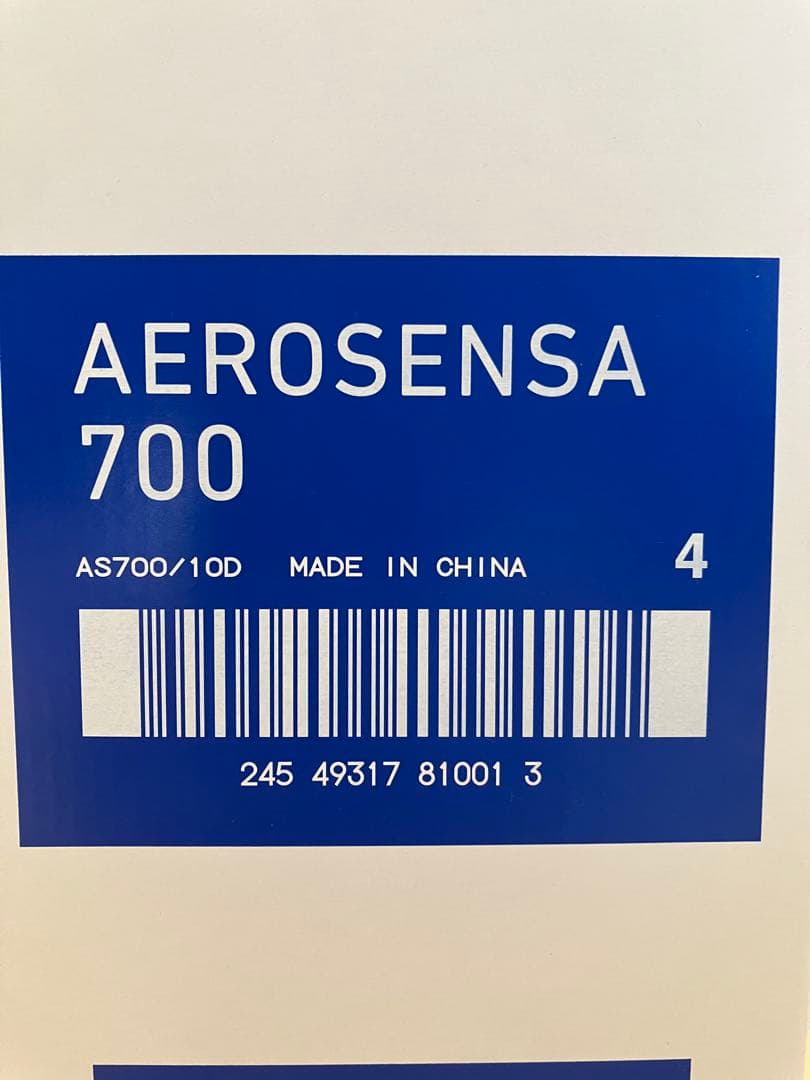 AEROSENSA
700
AS700/10D MADE IN CHINA 4
245 49317 81001 3